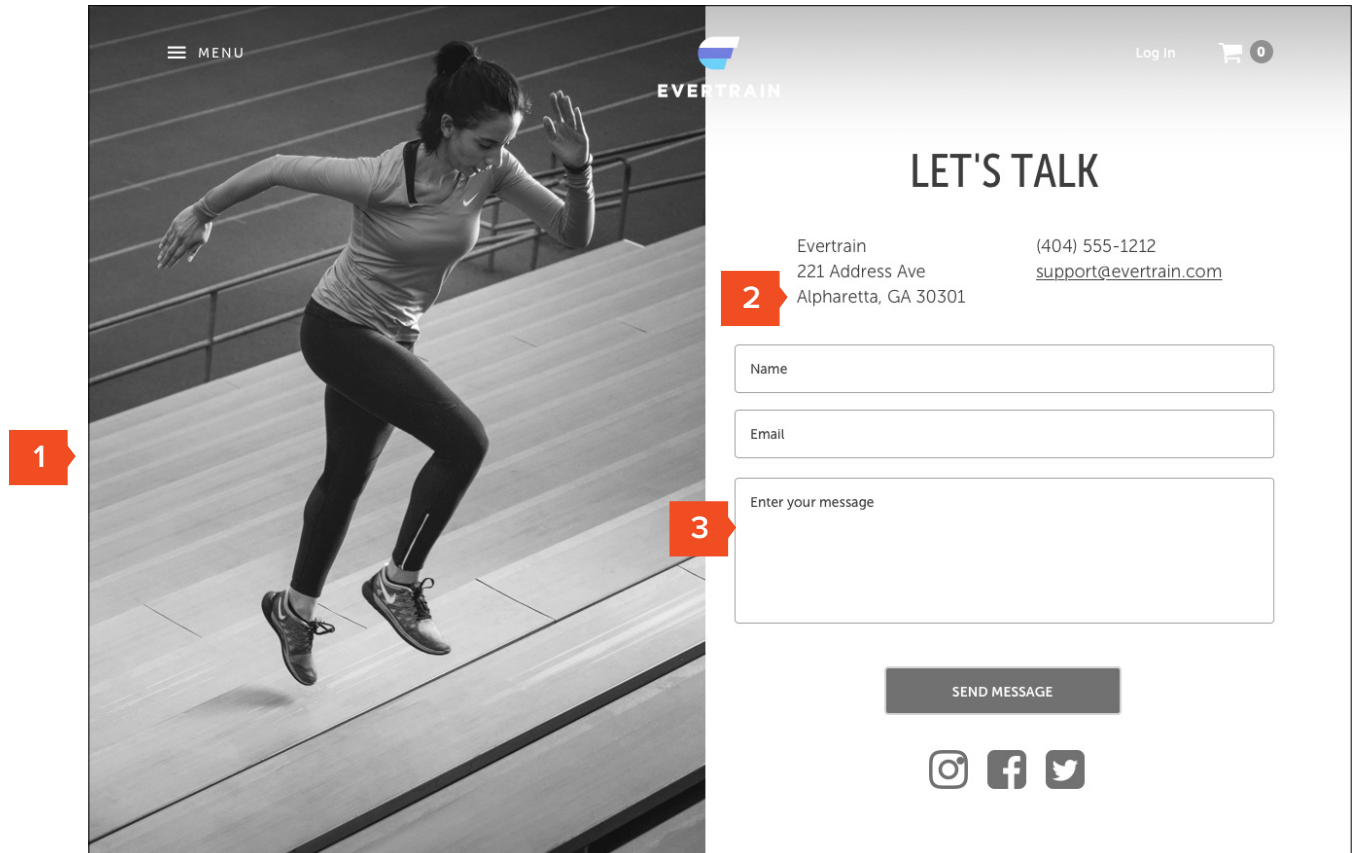 MENU
EVERTRAIN
Log In
0
LET'S TALK
Evertrain
221 Address Ave
Alpharetta, GA 30301
(404) 555-1212
support@evertrain.com
1
2
3
Name
Email
Enter your message
SEND MESSAGE